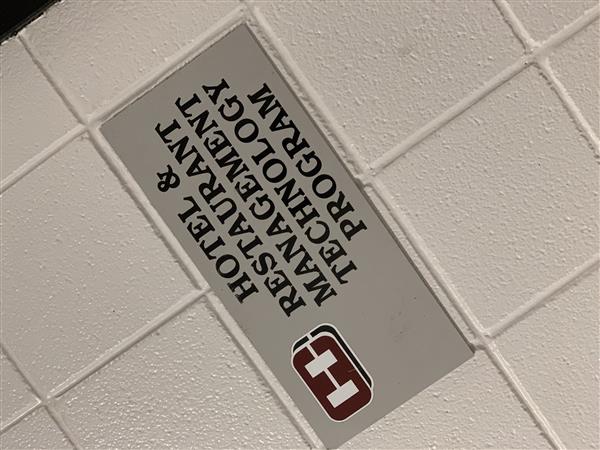 HOTEL &
RESTAURANT
MANAGEMENT
TECHNOLOGY
PROGRAM
H